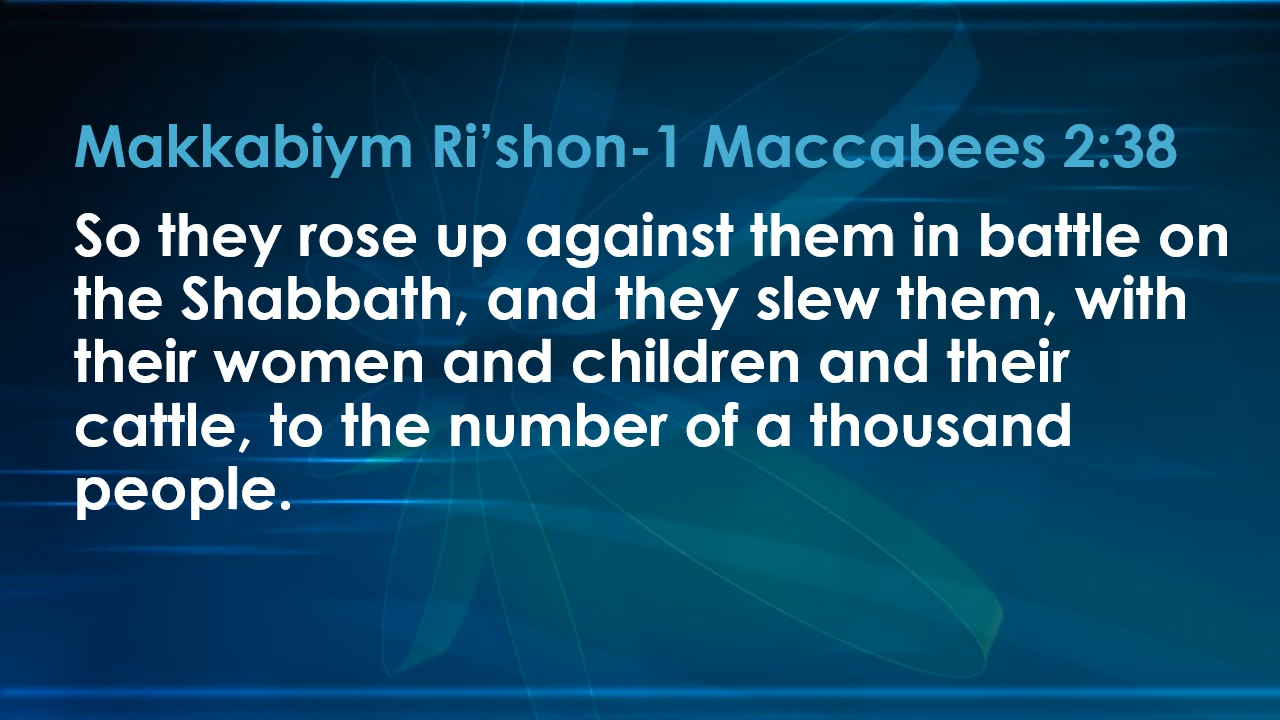 Makkabiym Ri’shon-1 Maccabees 2:38
So they rose up against them in battle on
the Shabbath, and they slew them, with
their women and children and their
cattle, to the number of a thousand
people.